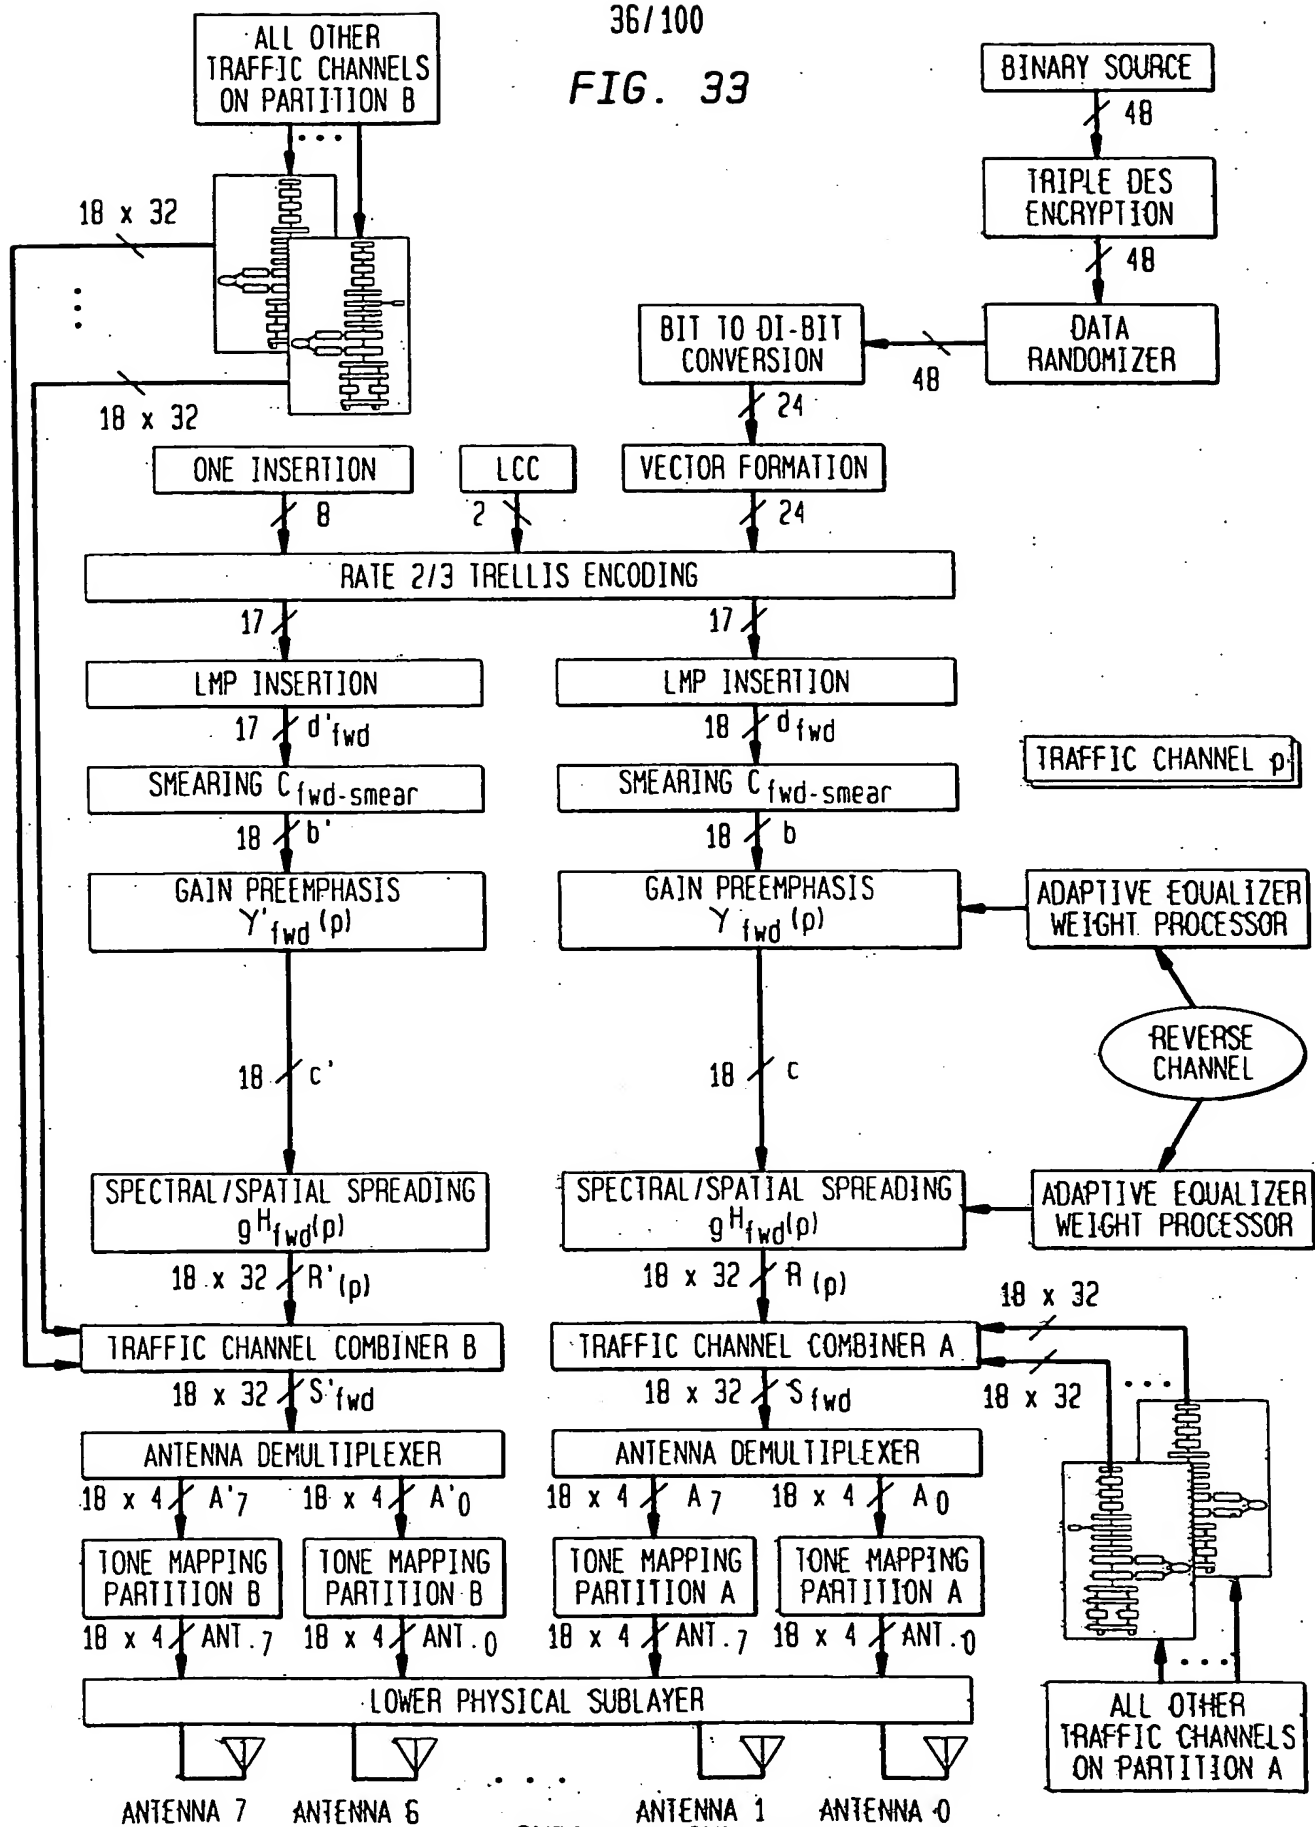 36/100
FIG. 33
ALL OTHER
TRAFFIC CHANNELS
ON PARTITION B
BINARY SOURCE
48
TRIPLE DES
ENCRYPTION
48
DATA
RANDOMIZER
48
BIT TO DI-BIT
CONVERSION
24
18 x 32
18 x 32
ONE INSERTION
LCC
VECTOR FORMATION
8
2
24
RATE 2/3 TRELLIS ENCODING
17
17
LMP INSERTION
LMP INSERTION
17 d'fwd
18 dfwd
TRAFFIC CHANNEL p
SMEARING Cfwd-smear
SMEARING Cfwd-smear
18 b'
18 b
GAIN PREEMPHASIS
γ'fwd(p)
GAIN PREEMPHASIS
γfwd(p)
ADAPTIVE EQUALIZER
WEIGHT PROCESSOR
REVERSE
CHANNEL
18 c'
18 c
SPECTRAL/SPATIAL SPREADING
gHfwd(p)
SPECTRAL/SPATIAL SPREADING
gHfwd(p)
ADAPTIVE EQUALIZER
WEIGHT PROCESSOR
18 x 32 R'(p)
18 x 32 R(p)
18 x 32
TRAFFIC CHANNEL COMBINER B
TRAFFIC CHANNEL COMBINER A
18 x 32
18 x 32 S'fwd
18 x 32 Sfwd
ANTENNA DEMULTIPLEXER
ANTENNA DEMULTIPLEXER
18 x 4 A'7
18 x 4 A'0
18 x 4 A7
18 x 4 A0
TONE MAPPING
PARTITION B
TONE MAPPING
PARTITION B
TONE MAPPING
PARTITION A
TONE MAPPING
PARTITION A
18 x 4 ANT.7
18 x 4 ANT.0
18 x 4 ANT.7
18 x 4 ANT.0
LOWER PHYSICAL SUBLAYER
ALL OTHER
TRAFFIC CHANNELS
ON PARTITION A
ANTENNA 7
ANTENNA 6
ANTENNA 1
ANTENNA 0